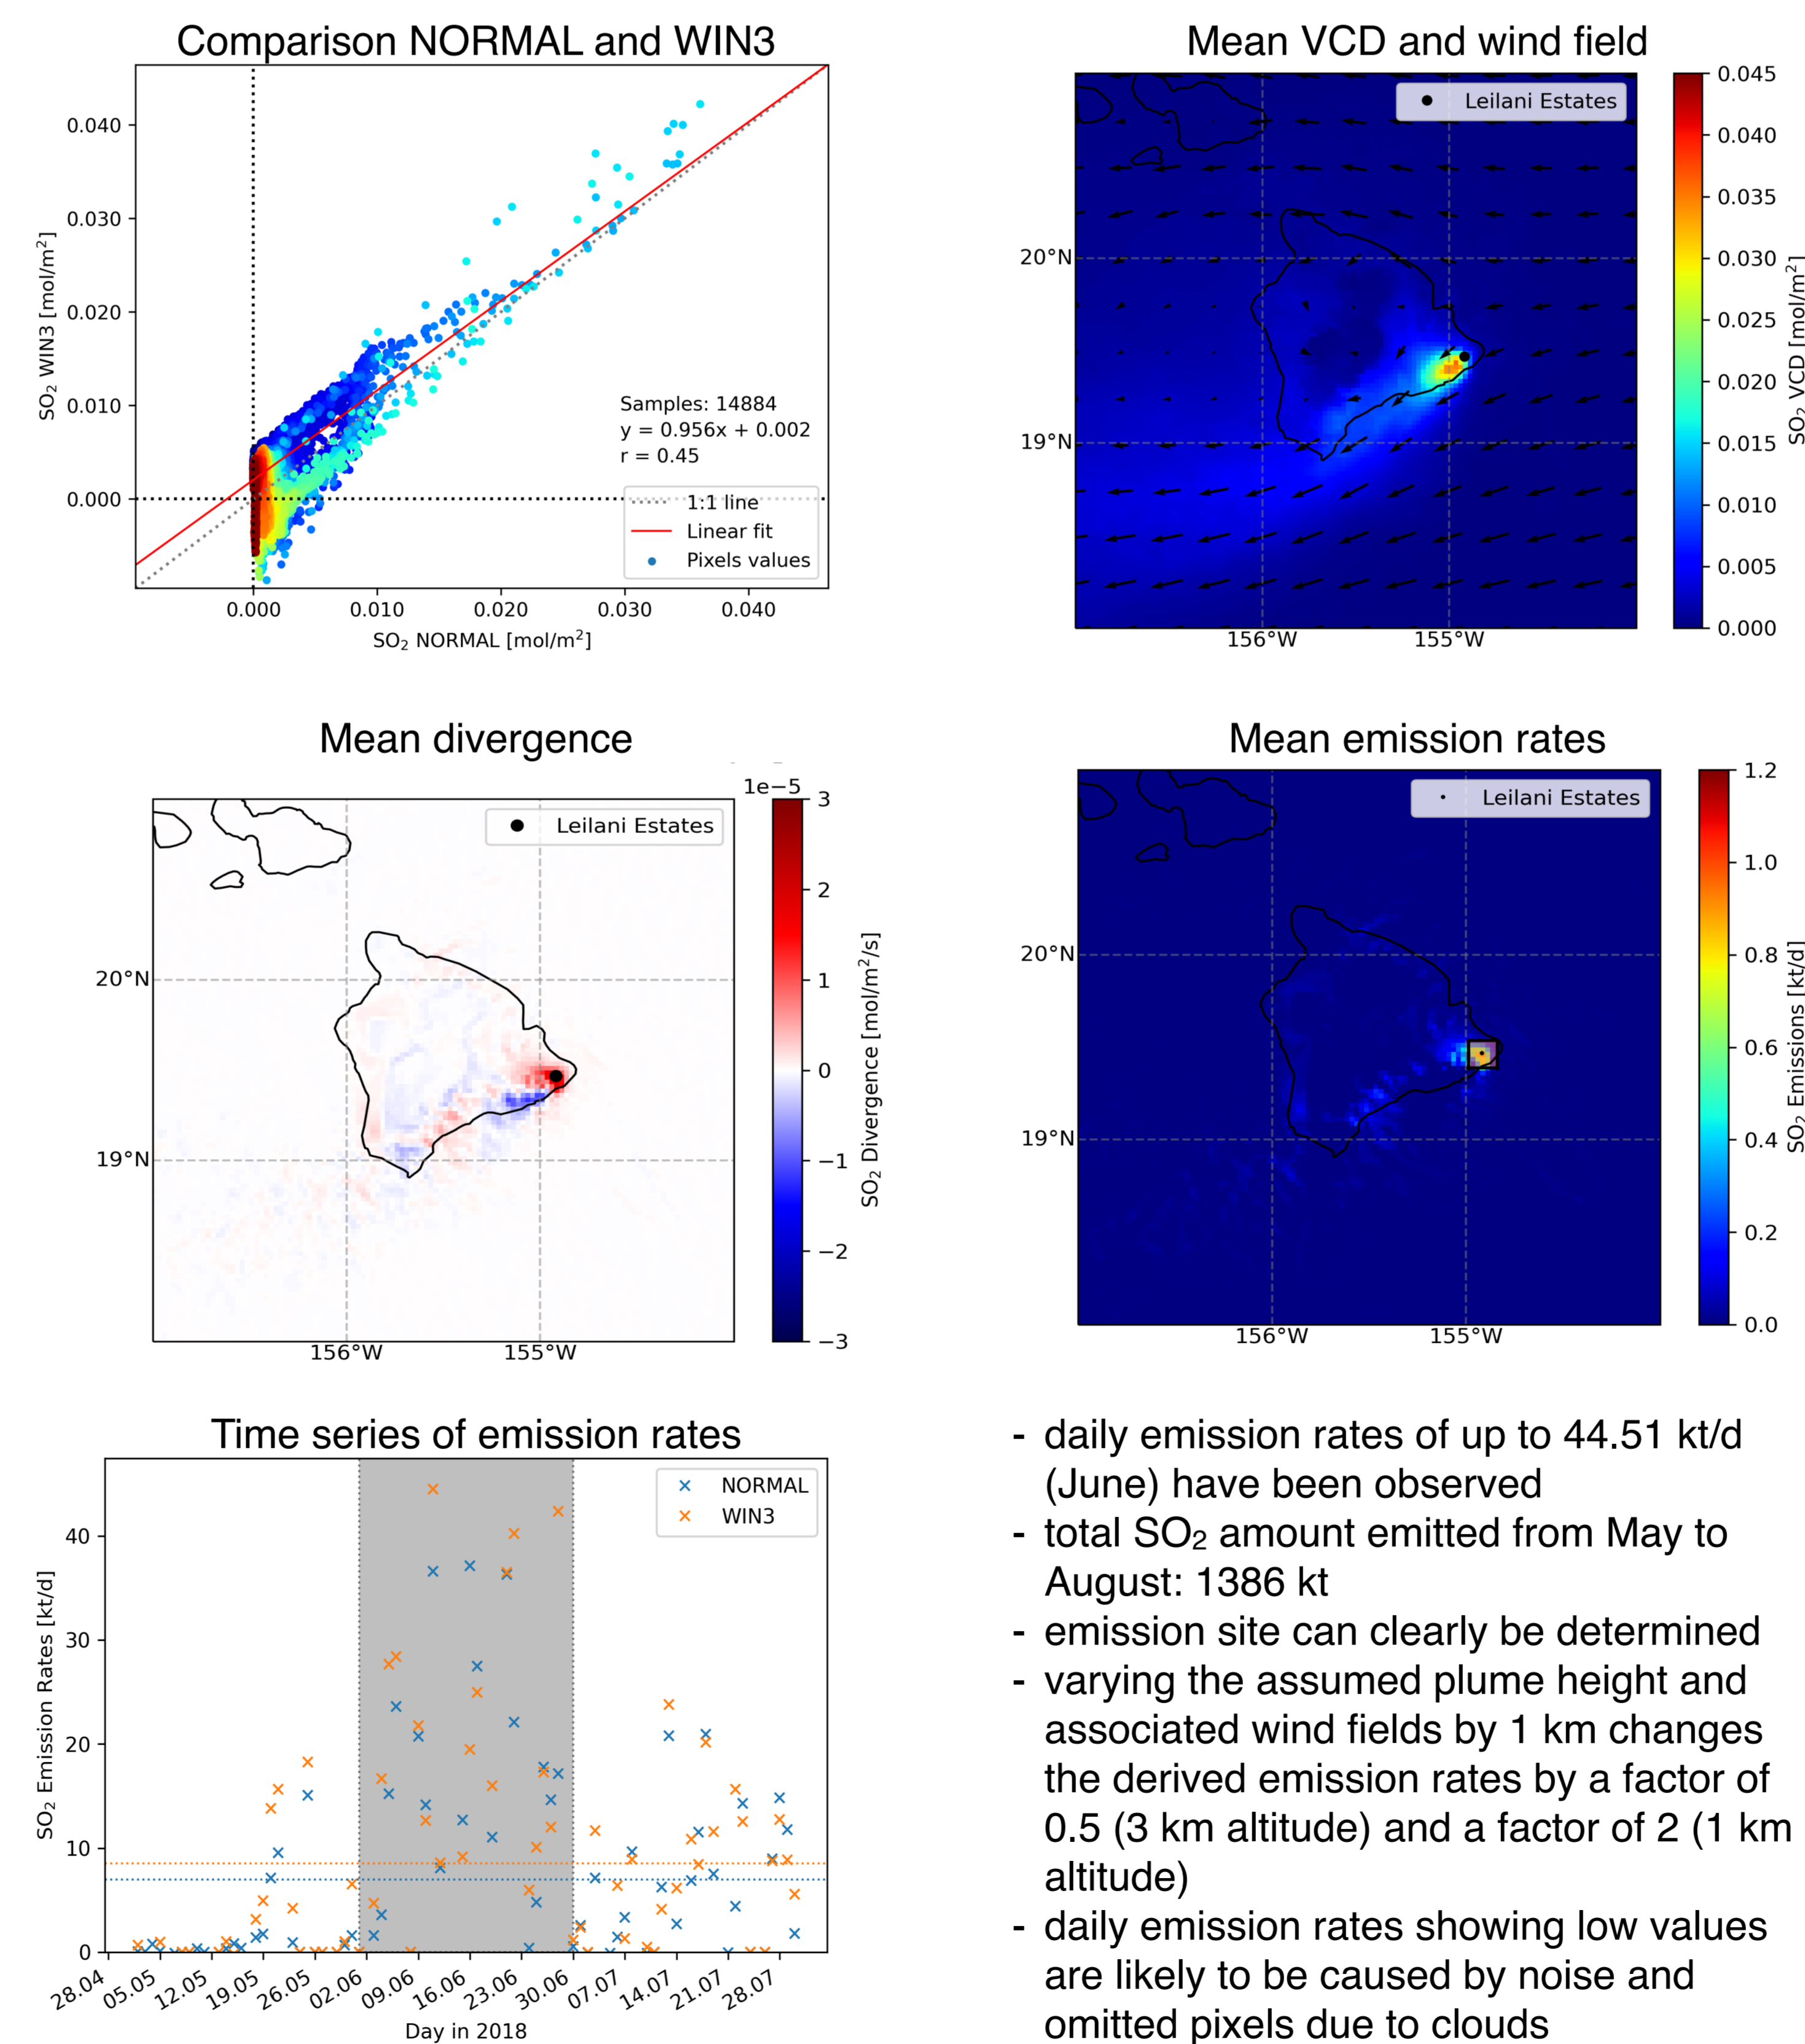 Comparison NORMAL and WIN3
0.040
0.030
0.020
0.010
0.000
SO₂ WIN3 [mol/m²]
Samples: 14884
y = 0.956x + 0.002
r = 0.45
1:1 line
Linear fit
Pixels values
0.000 0.010 0.020 0.030 0.040
SO₂ NORMAL [mol/m²]
Mean VCD and wind field
Leilani Estates
20°N
19°N
156°W 155°W
0.045
0.040
0.035
0.030
0.025
0.020
0.015
0.010
0.005
0.000
SO₂ VCD [mol/m²]
Mean divergence
1e−5
Leilani Estates
20°N
19°N
156°W 155°W
3
2
1
0
−1
−2
−3
SO₂ Divergence [mol/m²/s]
Mean emission rates
Leilani Estates
20°N
19°N
156°W 155°W
1.2
1.0
0.8
0.6
0.4
0.2
0.0
SO₂ Emissions [kt/d]
Time series of emission rates
NORMAL
WIN3
40
30
20
10
0
SO₂ Emission Rates [kt/d]
28.04 05.05 12.05 19.05 26.05 02.06 09.06 16.06 23.06 30.06 07.07 14.07 21.07 28.07
Day in 2018
- daily emission rates of up to 44.51 kt/d
(June) have been observed
- total SO₂ amount emitted from May to
August: 1386 kt
- emission site can clearly be determined
- varying the assumed plume height and
associated wind fields by 1 km changes
the derived emission rates by a factor of
0.5 (3 km altitude) and a factor of 2 (1 km
altitude)
- daily emission rates showing low values
are likely to be caused by noise and
omitted pixels due to clouds